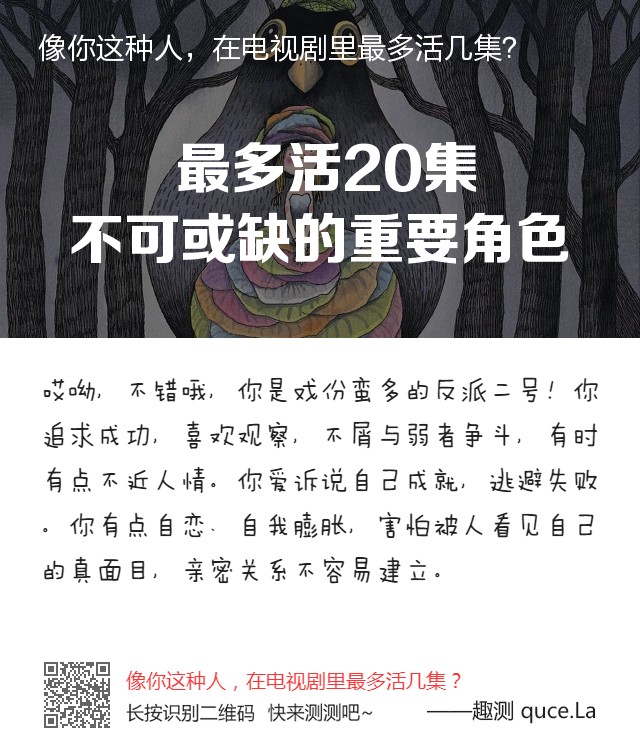 像你这种人，在电视剧里最多活几集？
最多活20集
不可或缺的重要角色
哎呦，不错哦，你是戏份蛮多的反派二号！你
追求成功，喜欢观察，不屑与弱者争斗，有时
有点不近人情。你爱诉说自己成就，逃避失败
。你有点自恋、自我膨胀，害怕被人看见自己
的真面目，亲密关系不容易建立。
像你这种人，在电视剧里最多活几集？
长按识别二维码 快来测测吧~ ——趣测 quce.La